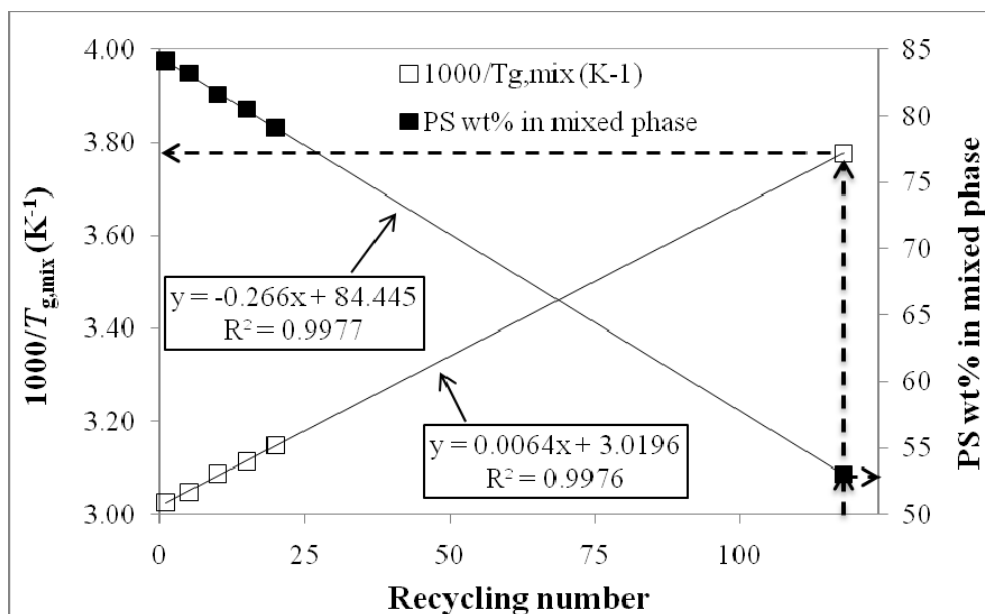 4.00
3.80
3.60
3.40
3.20
3.00
1000/Tg,mix (K-1)
85
80
75
70
65
60
55
50
PS wt% in mixed phase
1000/Tg,mix (K-1)
PS wt% in mixed phase
y = -0.266x + 84.445
R² = 0.9977
y = 0.0064x + 3.0196
R² = 0.9976
0
25
50
75
100
Recycling number